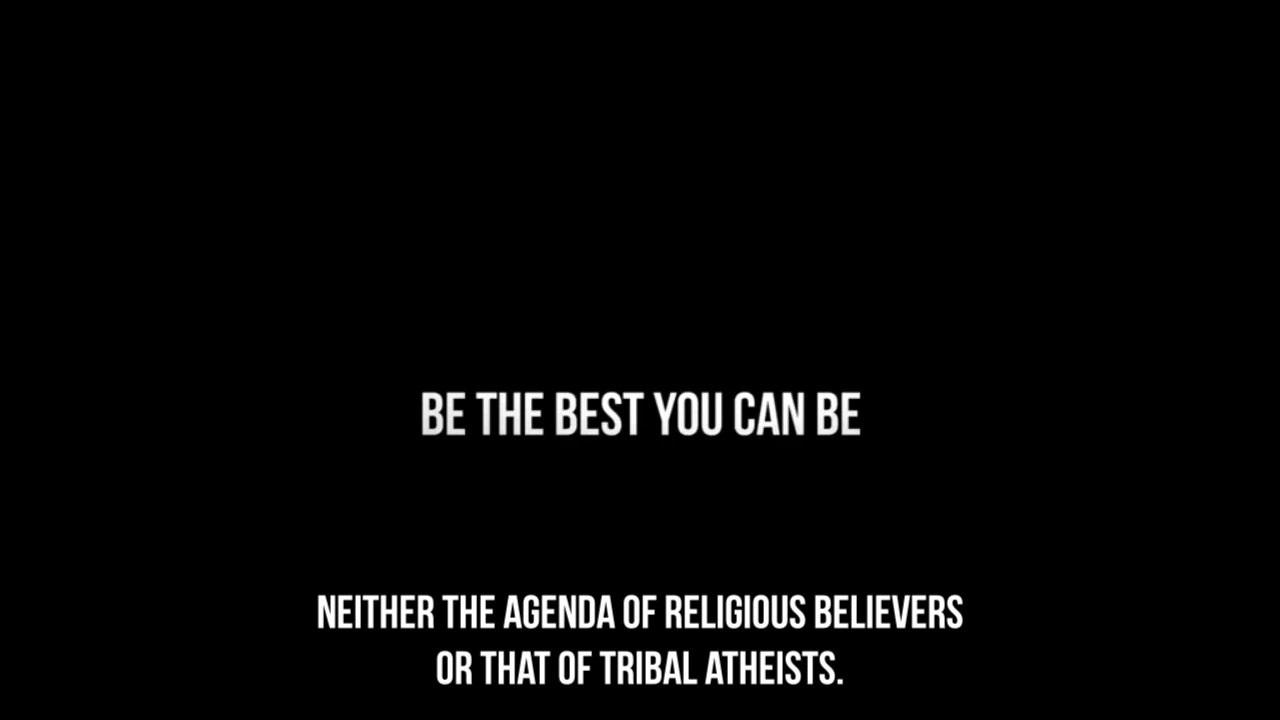 BE THE BEST YOU CAN BE
NEITHER THE AGENDA OF RELIGIOUS BELIEVERS
OR THAT OF TRIBAL ATHEISTS.